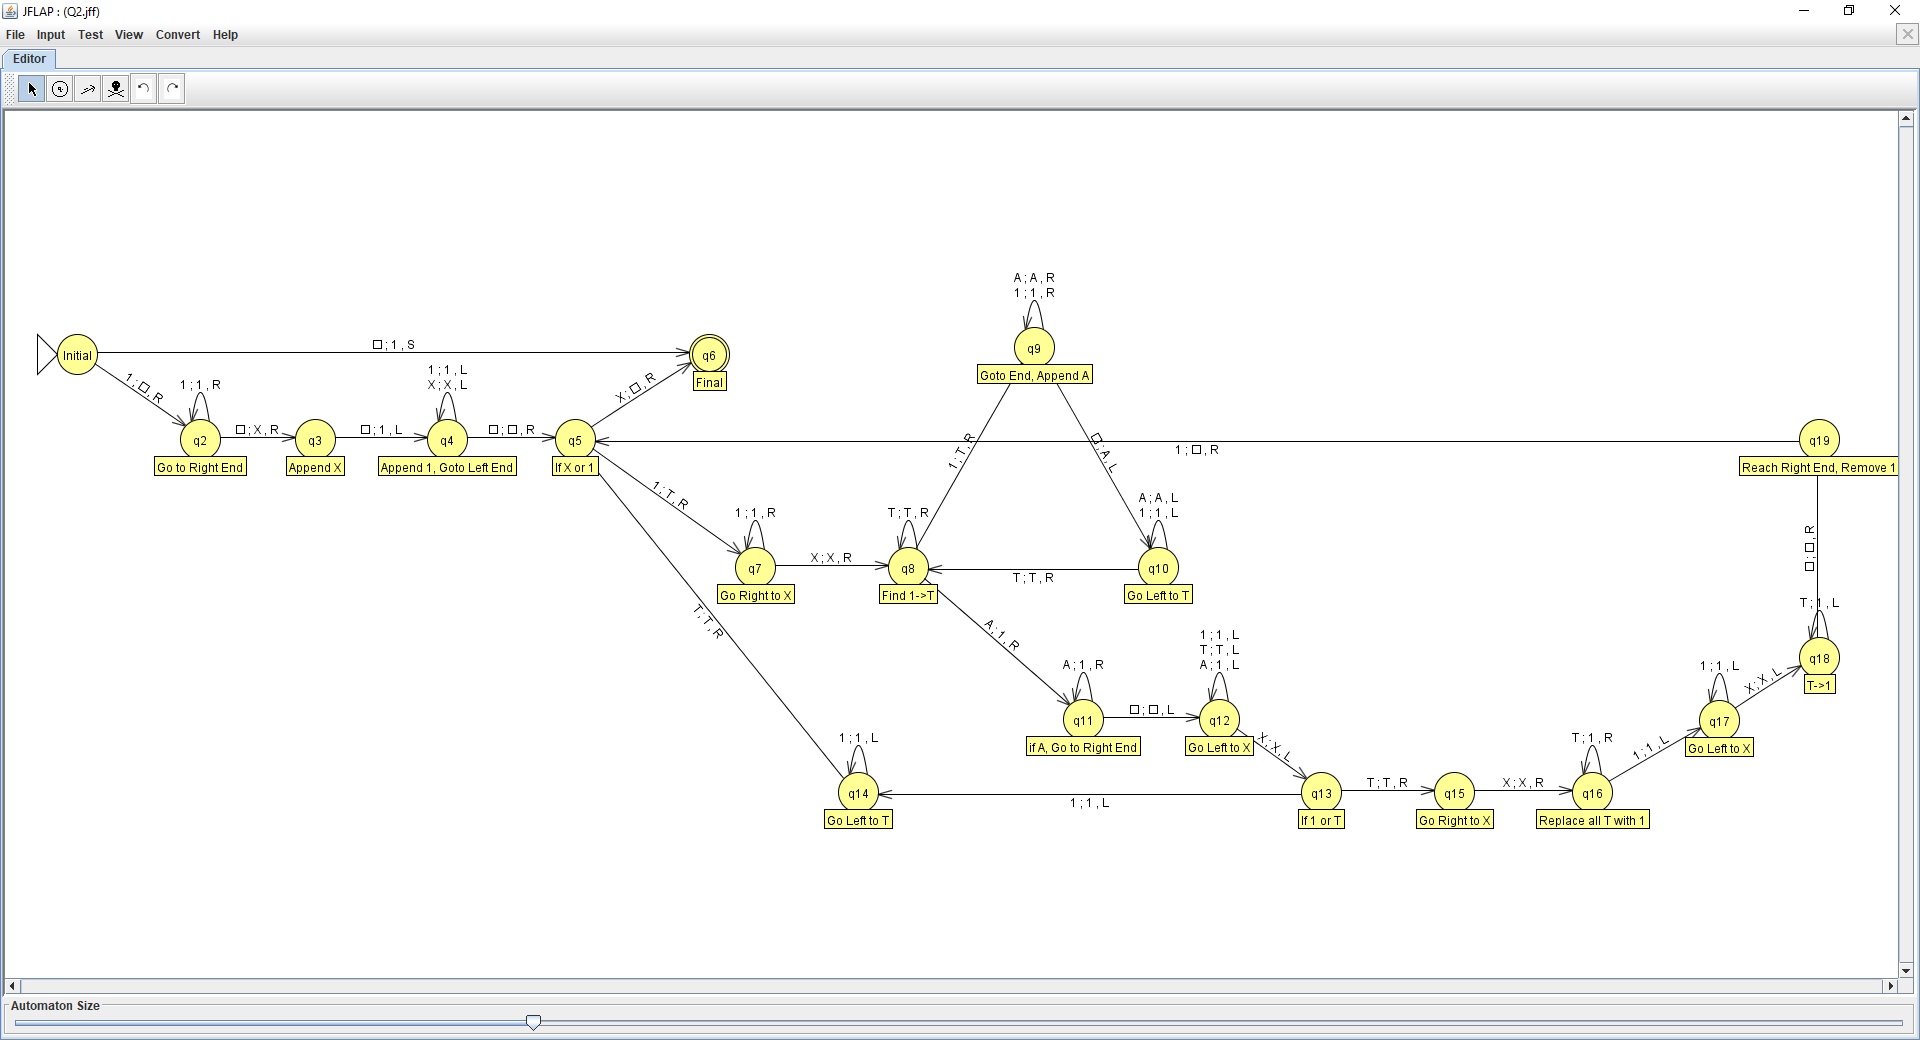 JFLAP : (Q2.jff)
File Input Test View Convert Help
Editor
A ; A , R
1 ; 1 , R
q9
Goto End, Append A
Initial
□ ; 1 , S
q6
Final
1 ; □ , R
1 ; 1 , R
q2
Go to Right End
□ ; X , R
q3
Append X
□ ; 1 , L
1 ; 1 , L
X ; X , L
q4
Append 1, Goto Left End
□ ; □ , R
q5
If X or 1
X ; □ , R
1 ; □ , R
q19
Reach Right End, Remove 1
1 ; T , R
□ ; A , L
1 ; T , R
1 ; 1 , R
q7
Go Right to X
X ; X , R
T ; T , R
q8
Find 1->T
T ; T , R
A ; A , L
1 ; 1 , L
q10
Go Left to T
□ ; □ , R
T ; T , R
A ; 1 , R
A ; 1 , R
q11
if A, Go to Right End
□ ; □ , L
1 ; 1 , L
T ; T , L
A ; 1 , L
q12
Go Left to X
X ; X , L
T ; 1 , L
q18
T->1
1 ; 1 , L
q17
Go Left to X
X ; X , L
1 ; 1 , L
q14
Go Left to T
1 ; 1 , L
q13
If 1 or T
T ; T , R
q15
Go Right to X
X ; X , R
T ; 1 , R
q16
Replace all T with 1
1 ; 1 , L
Automaton Size